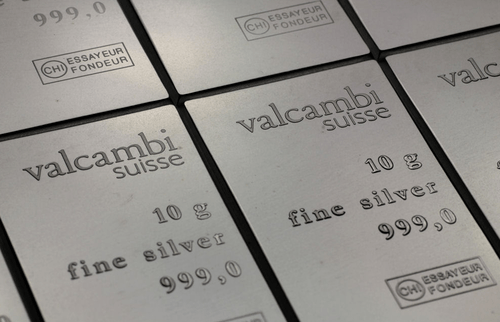 999,0
CHI ESSAYEUR
FONDEUR
CHI ESSAYEUR
FONDEUR
valcambi
suisse
10 g
fine silver
999,0
valcambi
suisse
10 g
fine silver
999,0
CHI ESSAYEUR
FONDEUR